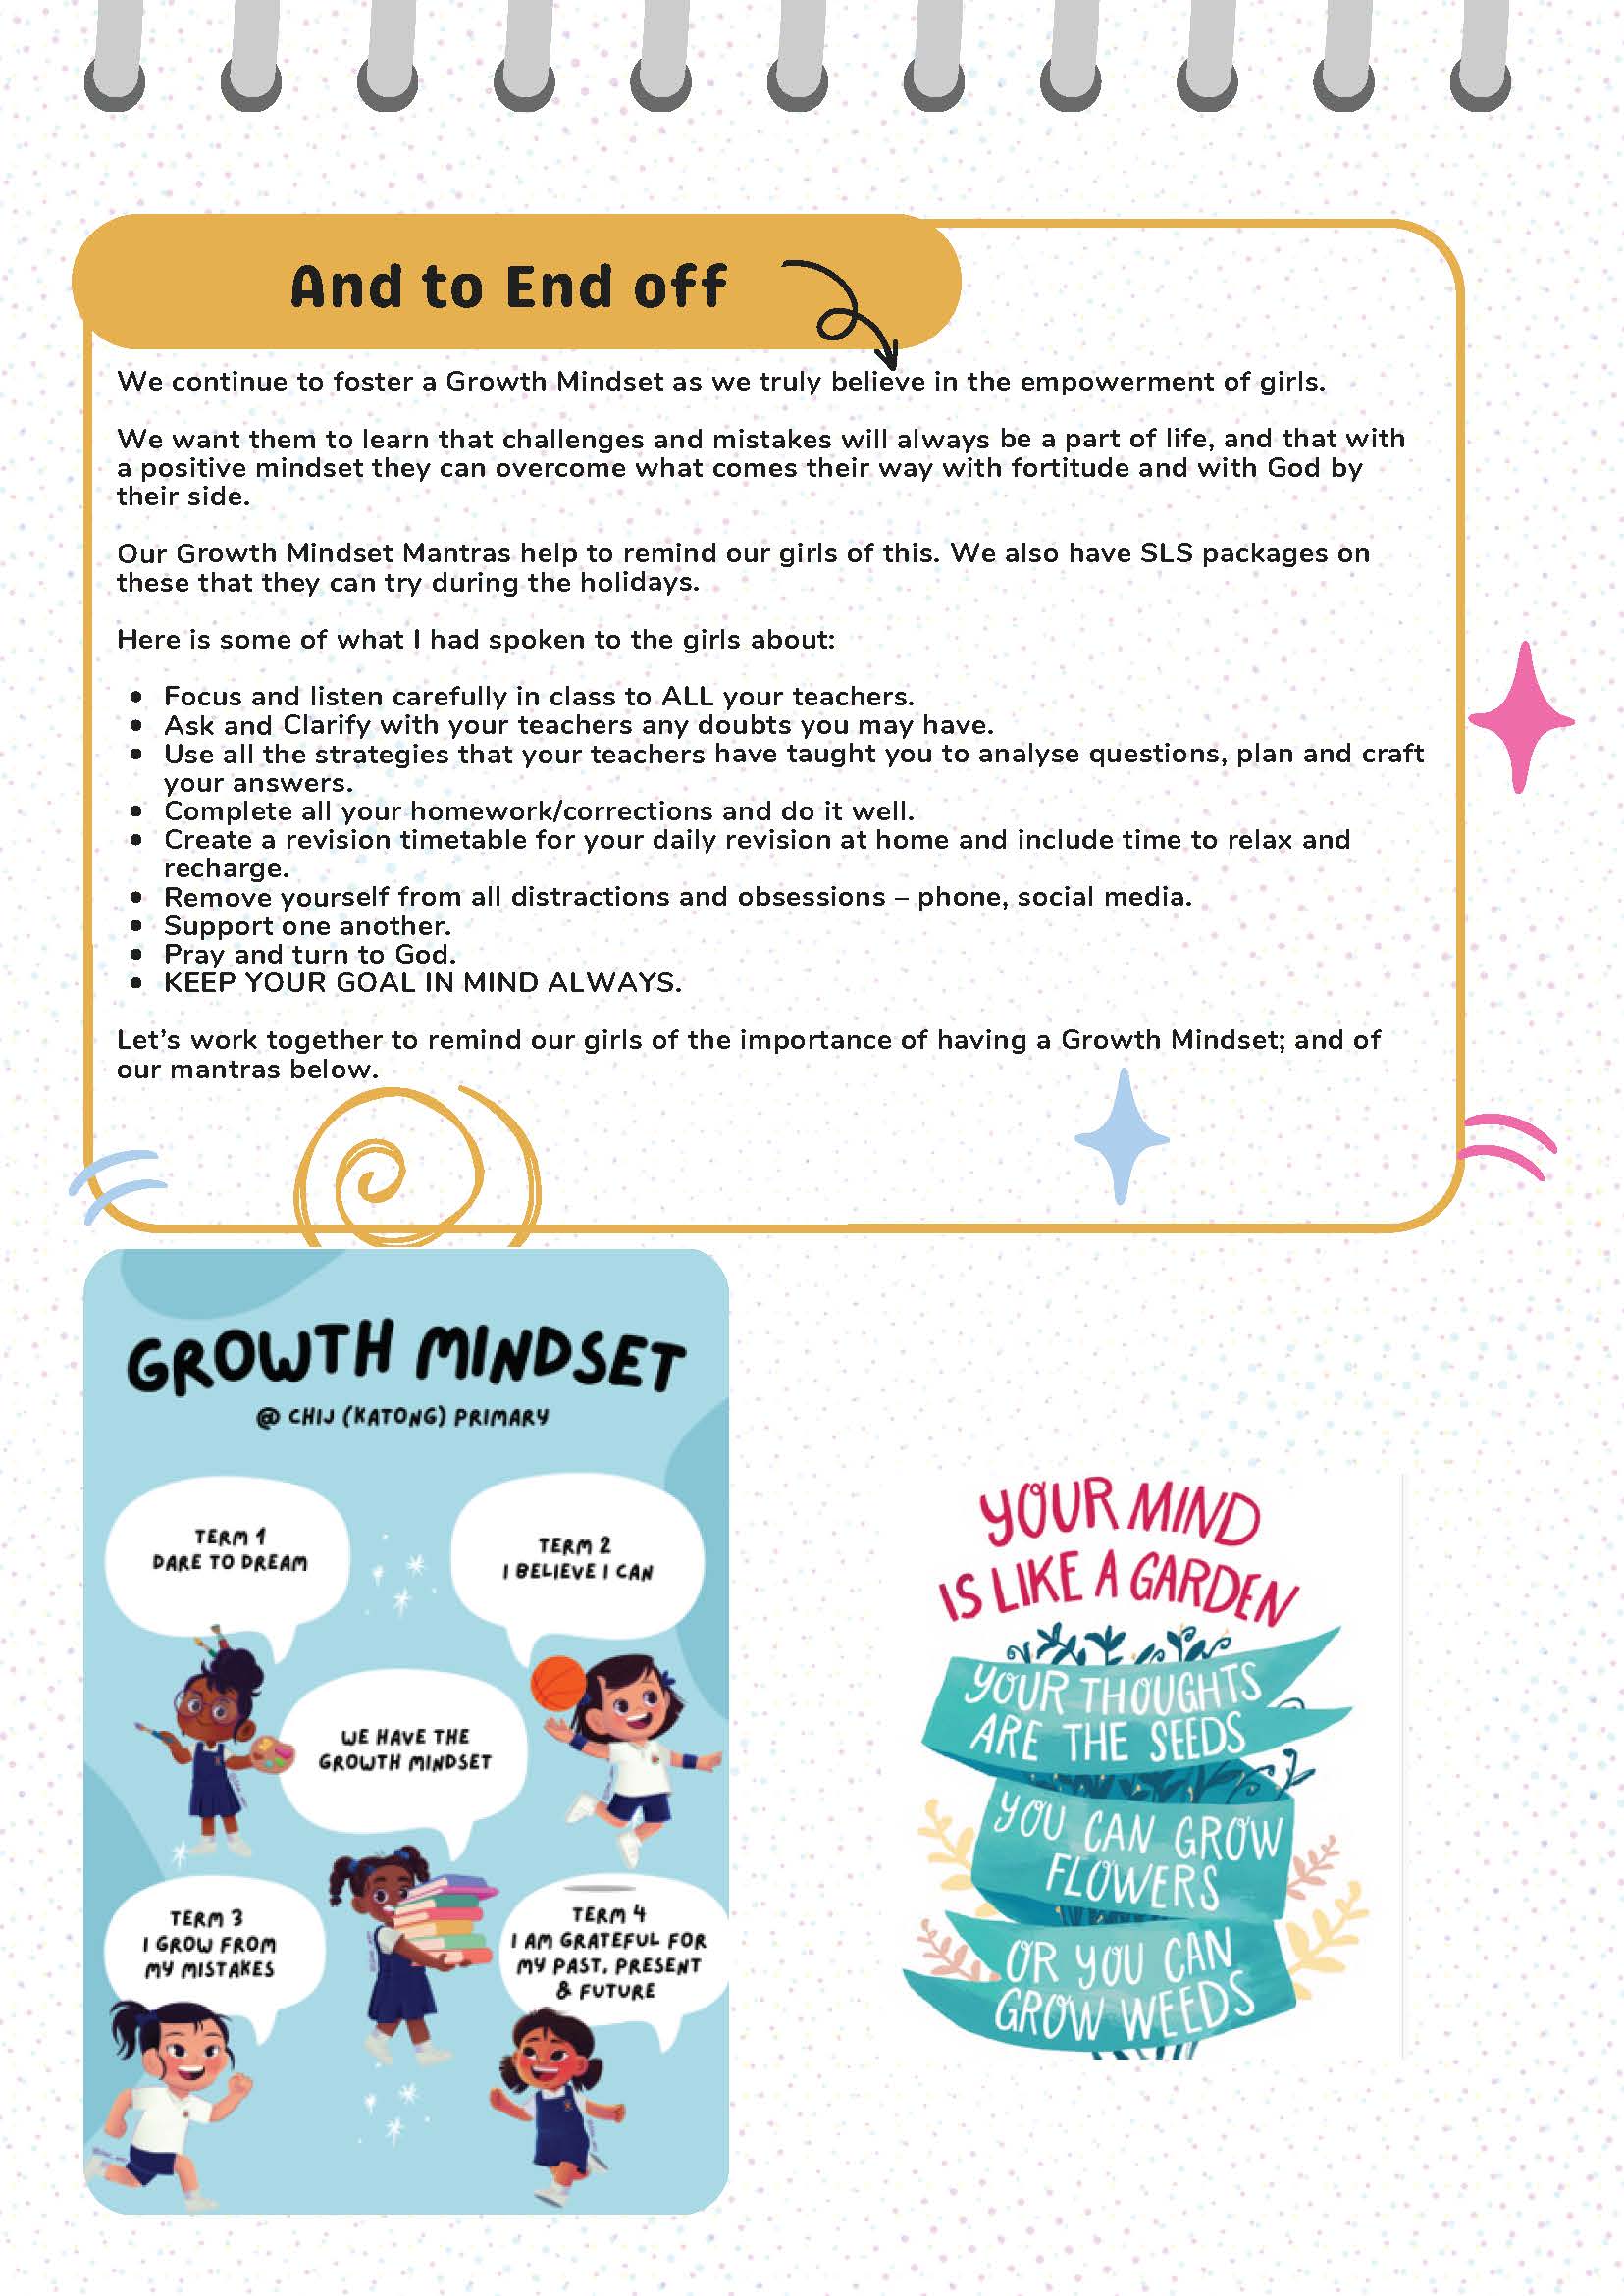 And to End off
We continue to foster a Growth Mindset as we truly believe in the empowerment of girls.
We want them to learn that challenges and mistakes will always be a part of life, and that with
a positive mindset they can overcome what comes their way with fortitude and with God by
their side.
Our Growth Mindset Mantras help to remind our girls of this. We also have SLS packages on
these that they can try during the holidays.
Here is some of what I had spoken to the girls about:
• Focus and listen carefully in class to ALL your teachers.
• Ask and Clarify with your teachers any doubts you may have.
• Use all the strategies that your teachers have taught you to analyse questions, plan and craft
your answers.
• Complete all your homework/corrections and do it well.
• Create a revision timetable for your daily revision at home and include time to relax and
recharge.
• Remove yourself from all distractions and obsessions – phone, social media.
• Support one another.
• Pray and turn to God.
• KEEP YOUR GOAL IN MIND ALWAYS.
Let's work together to remind our girls of the importance of having a Growth Mindset; and of
our mantras below.
GROWTH MINDSET
@ CHIJ (KATONG) PRIMARY
TERM 1
DARE TO DREAM
TERM 2
I BELIEVE I CAN
WE HAVE THE
GROWTH MINDSET
TERM 3
I GROW FROM
MY MISTAKES
TERM 4
I AM GRATEFUL FOR
MY PAST, PRESENT
& FUTURE
YOUR MIND
IS LIKE A GARDEN
YOUR THOUGHTS
ARE THE SEEDS
YOU CAN GROW
FLOWERS
OR YOU CAN
GROW WEEDS